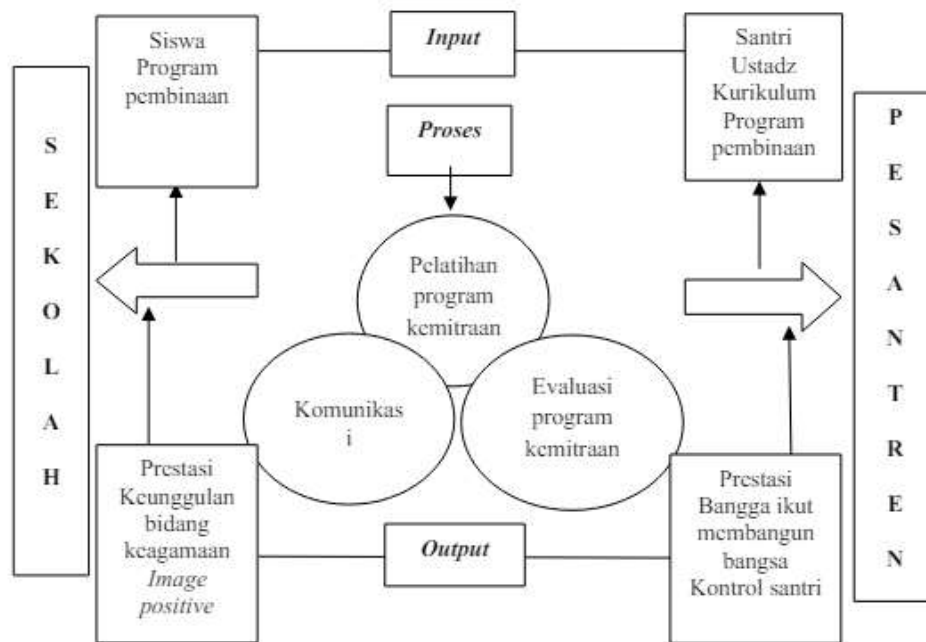 Siswa
Program
pembinaan
Input
Santri
Ustadz
Kurikulum
Program
pembinaan
Proses
S
E
K
O
L
A
H
P
E
S
A
N
T
R
E
N
Pelatihan
program
kemitraan
Komunikas
i
Evaluasi
program
kemitraan
Prestasi
Keunggulan
bidang
keagamaan
Image
positive
Output
Prestasi
Bangga ikut
membangun
bangsa
Kontrol santri